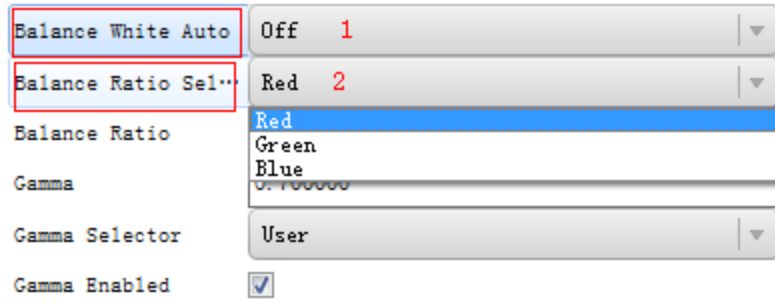 Balance White Auto Off 1
Balance Ratio Sel… Red 2
Balance Ratio Red
Green
Blue
Gamma
Gamma Selector User
Gamma Enabled